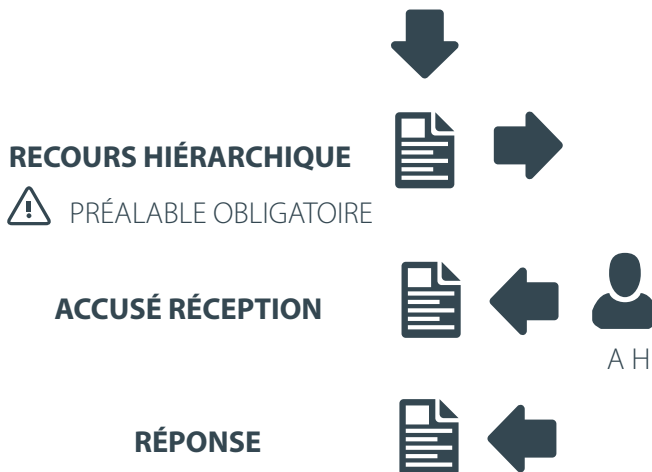 RECOURS HIÉRARCHIQUE
PRÉALABLE OBLIGATOIRE
ACCUSÉ RÉCEPTION
A H
RÉPONSE